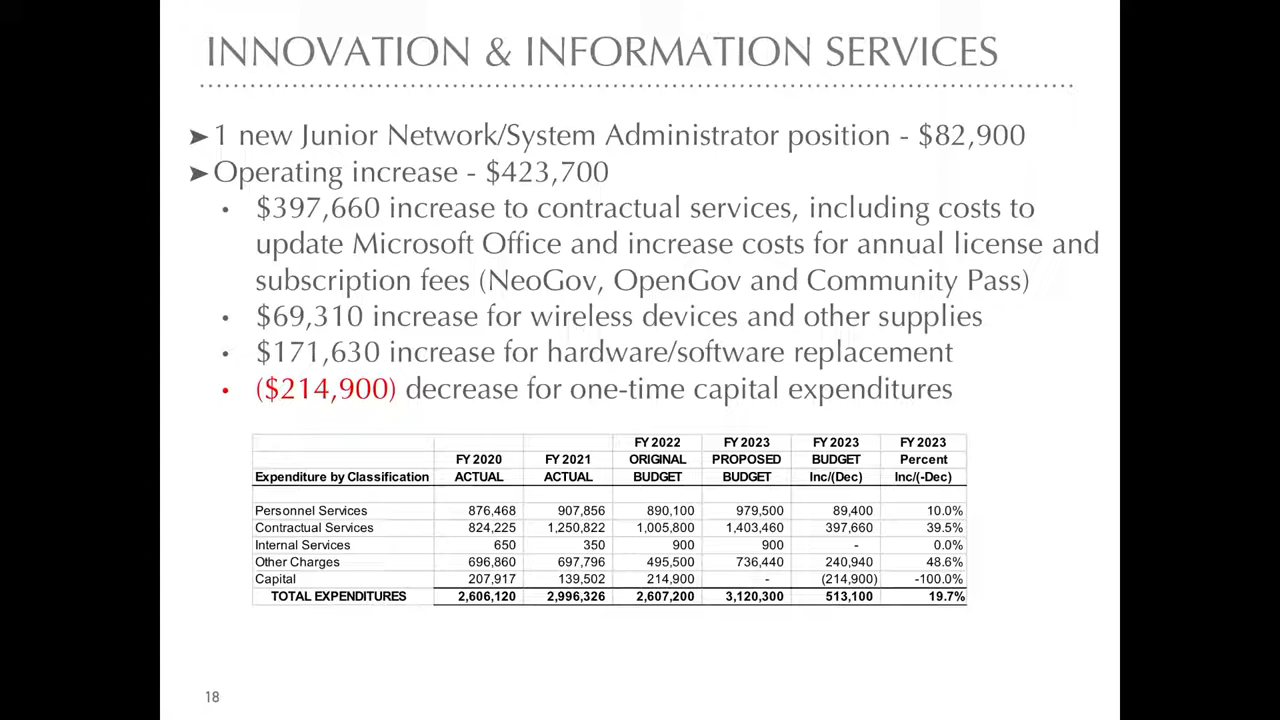 INNOVATION & INFORMATION SERVICES
➤1 new Junior Network/System Administrator position - $82,900
➤Operating increase - $423,700
• $397,660 increase to contractual services, including costs to
update Microsoft Office and increase costs for annual license and
subscription fees (NeoGov, OpenGov and Community Pass)
• $69,310 increase for wireless devices and other supplies
• $171,630 increase for hardware/software replacement
• ($214,900) decrease for one-time capital expenditures
FY 2022 FY 2023 FY 2023 FY 2023
FY 2020 FY 2021 ORIGINAL PROPOSED BUDGET Percent
Expenditure by Classification ACTUAL ACTUAL BUDGET BUDGET Inc/(Dec) Inc/(-Dec)
Personnel Services 876,468 907,856 890,100 979,500 89,400 10.0%
Contractual Services 824,225 1,250,822 1,005,800 1,403,460 397,660 39.5%
Internal Services 650 350 900 900 - 0.0%
Other Charges 696,860 697,796 495,500 736,440 240,940 48.6%
Capital 207,917 139,502 214,900 - (214,900) -100.0%
TOTAL EXPENDITURES 2,606,120 2,996,326 2,607,200 3,120,300 513,100 19.7%
18